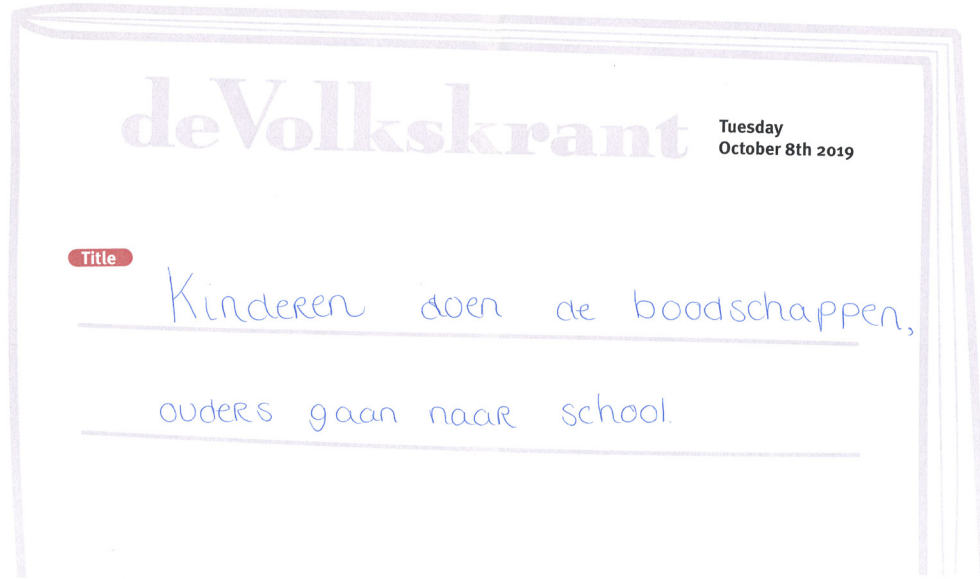 deVolkskrant
Tuesday
October 8th 2019
Title
Kinderen doen de boodschappen,
ouders gaan naar school.